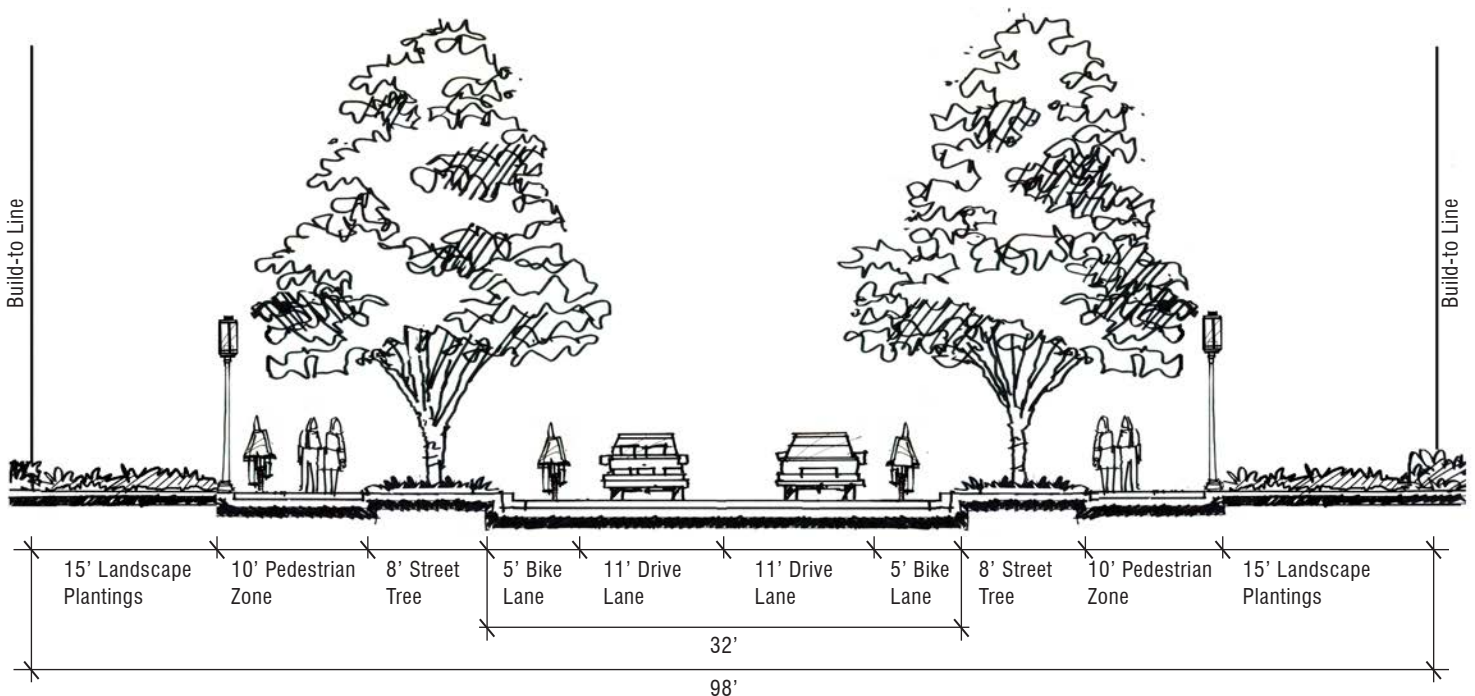 Build-to Line
Build-to Line
15’ Landscape
Plantings
10’ Pedestrian
Zone
8’ Street
Tree
5’ Bike
Lane
11’ Drive
Lane
11’ Drive
Lane
5’ Bike
Lane
8’ Street
Tree
10’ Pedestrian
Zone
15’ Landscape
Plantings
32’
98’